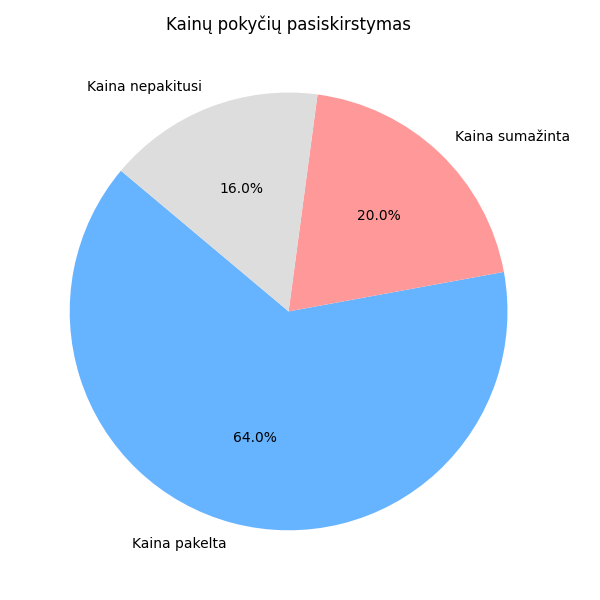 Kainų pokyčių pasiskirstymas
Kaina nepakitusi
Kaina sumažinta
16.0%
20.0%
64.0%
Kaina pakelta